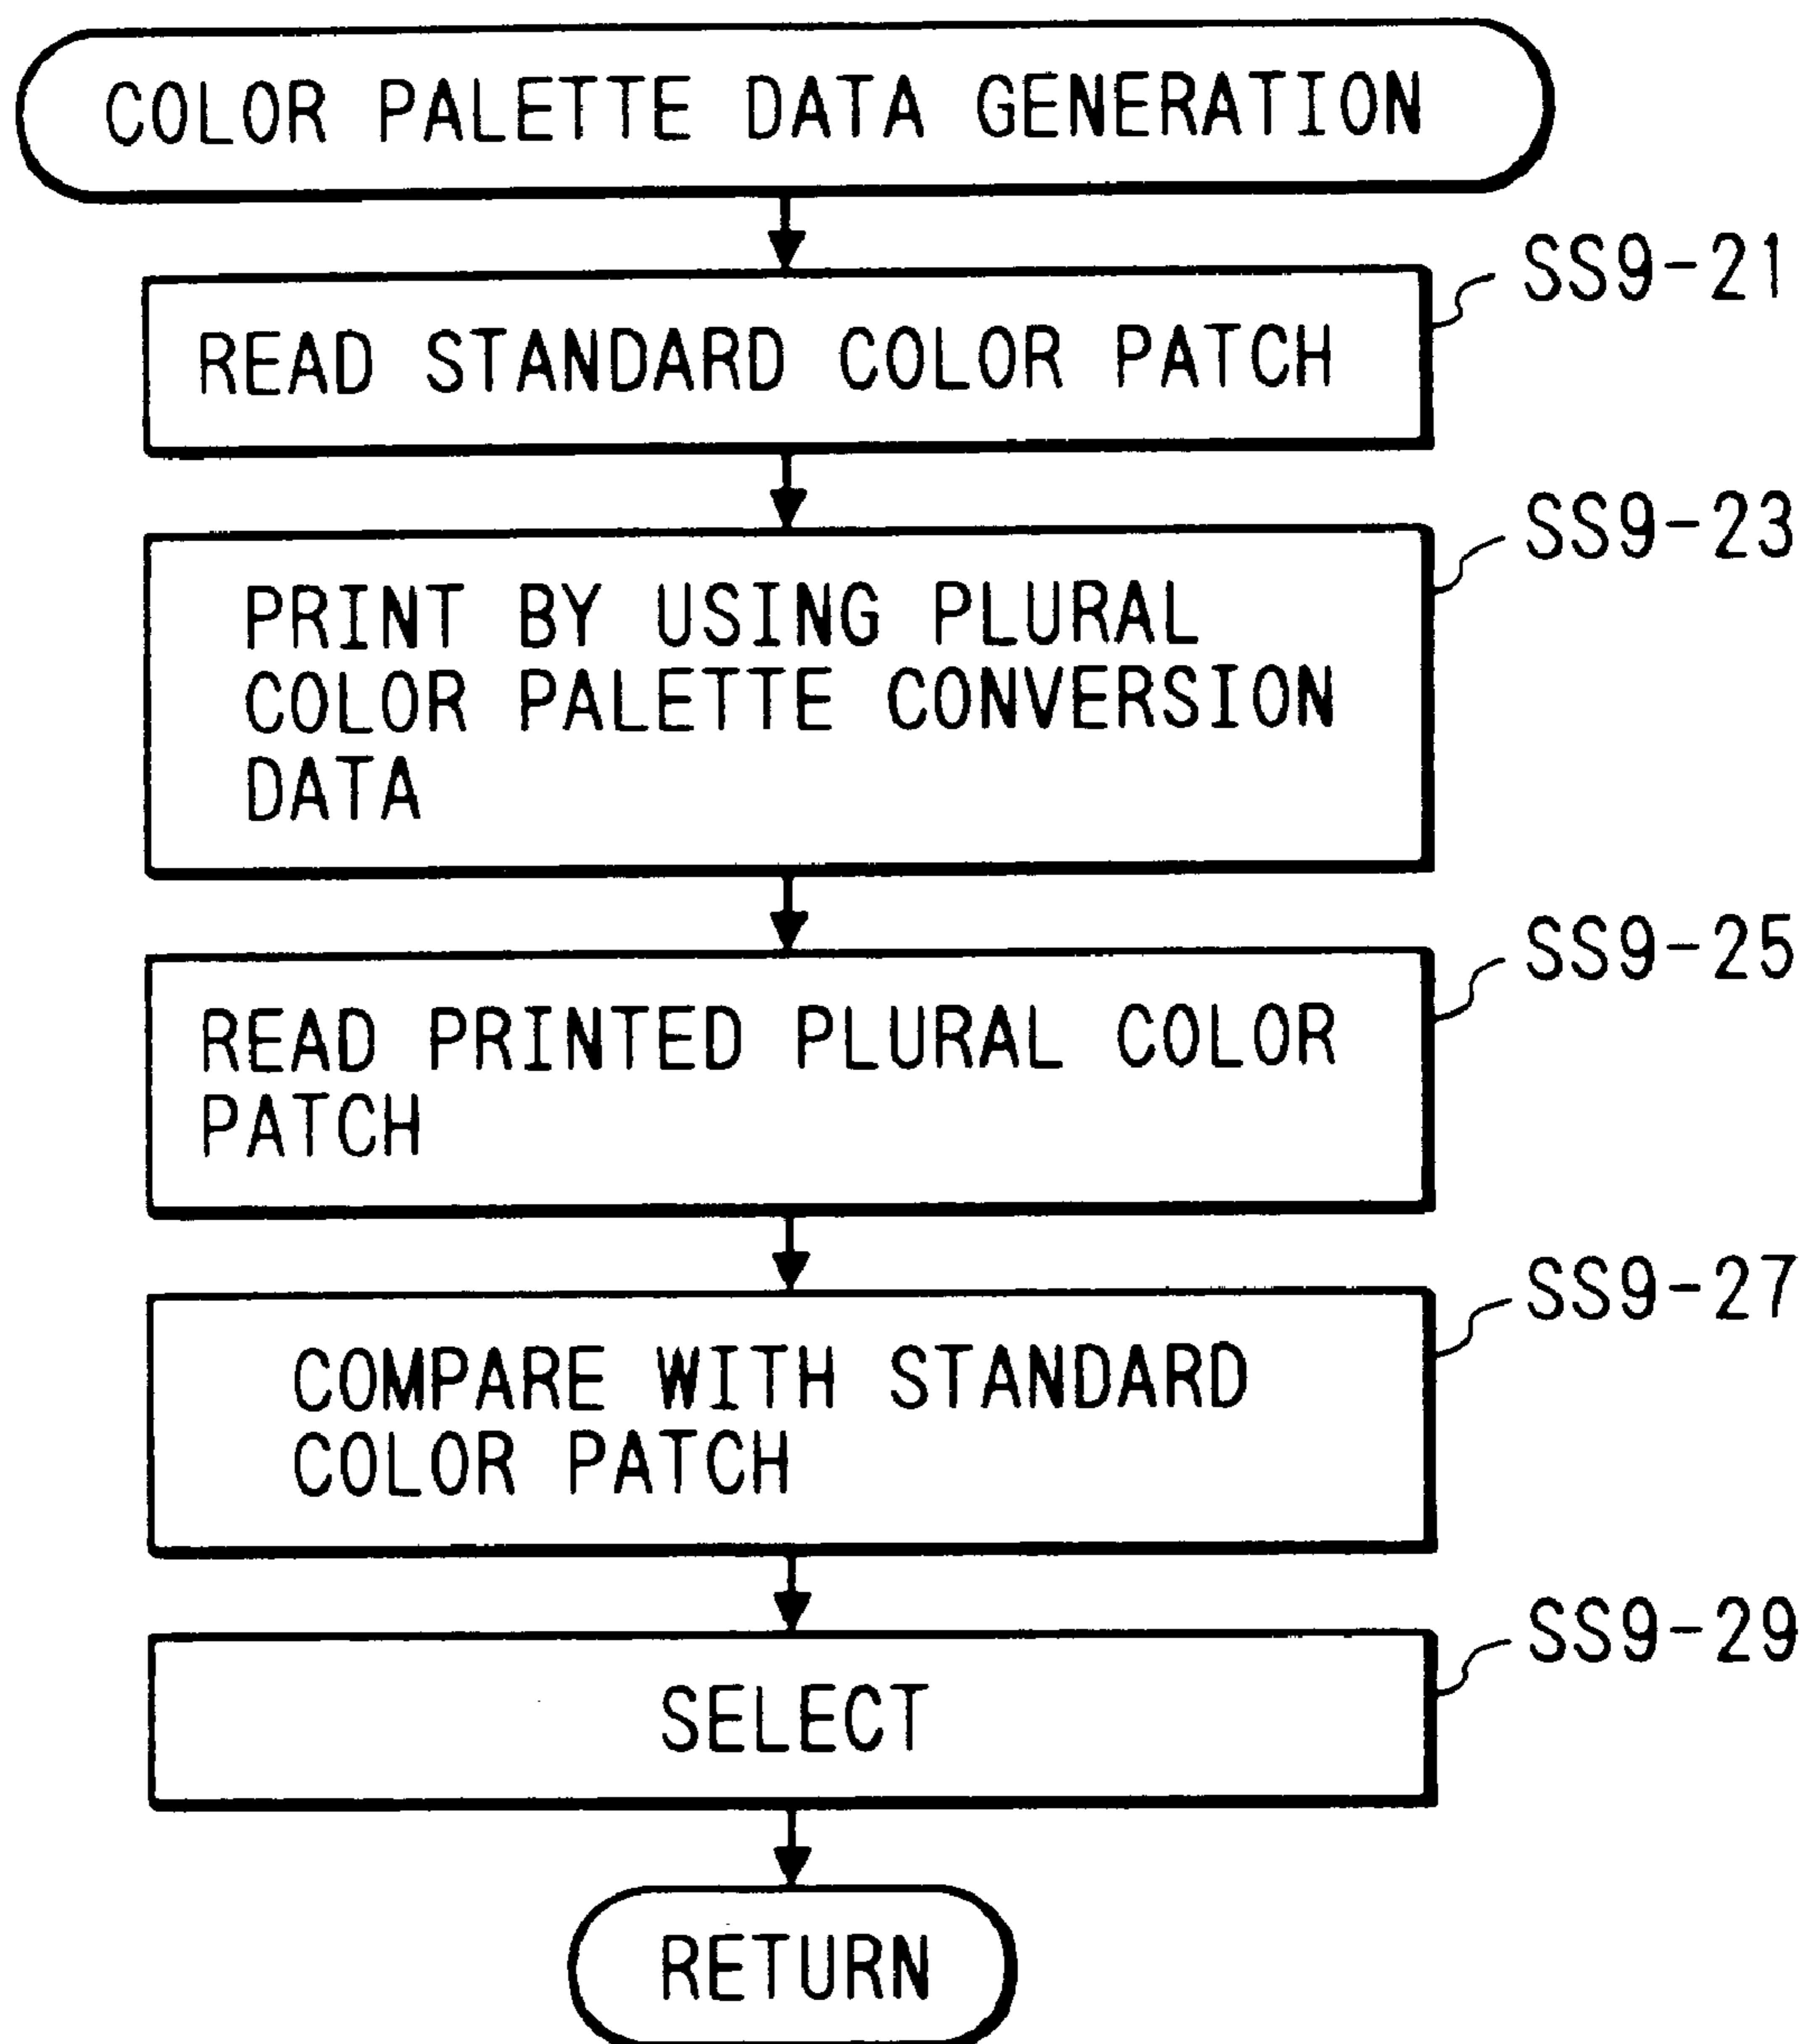 COLOR PALETTE DATA GENERATION
SS9-21
READ STANDARD COLOR PATCH
SS9-23
PRINT BY USING PLURAL
COLOR PALETTE CONVERSION
DATA
SS9-25
READ PRINTED PLURAL COLOR
PATCH
SS9-27
COMPARE WITH STANDARD
COLOR PATCH
SS9-29
SELECT
RETURN